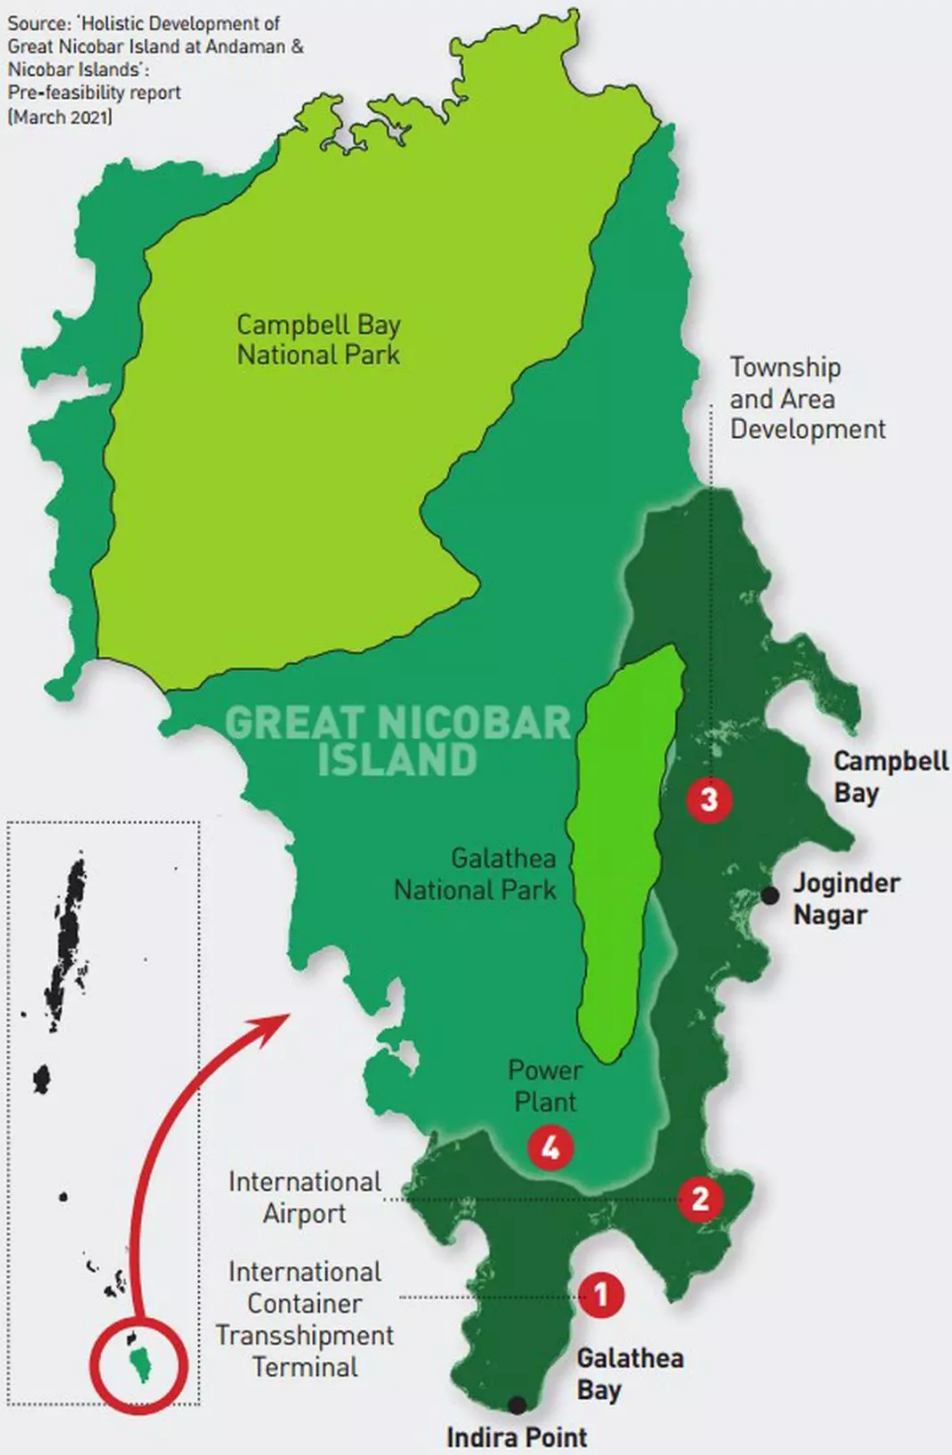 Source: ‘Holistic Development of
Great Nicobar Island at Andaman &
Nicobar Islands’:
Pre-feasibility report
(March 2021)
Campbell Bay
National Park
Township
and Area
Development
GREAT NICOBAR
ISLAND
Campbell
Bay
3
Galathea
National Park
Joginder
Nagar
Power
Plant
4
International
Airport
2
International
Container
Transshipment
Terminal
1
Galathea
Bay
Indira Point